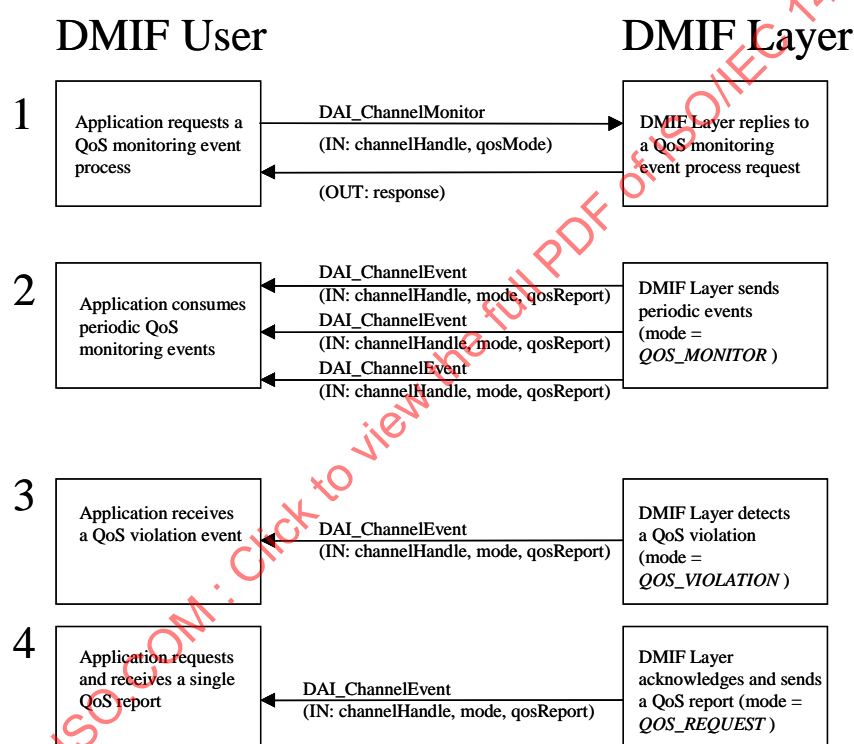 DMIF User
DMIF Layer
1
Application requests a
QoS monitoring event
process
DAI_ChannelMonitor
(IN: channelHandle, qosMode)
(OUT: response)
DMIF Layer replies to
a QoS monitoring
event process request
2
Application consumes
periodic QoS
monitoring events
DAI_ChannelEvent
(IN: channelHandle, mode, qosReport)
DAI_ChannelEvent
(IN: channelHandle, mode, qosReport)
DAI_ChannelEvent
(IN: channelHandle, mode, qosReport)
DMIF Layer sends
periodic events
(mode =
QOS_MONITOR )
3
Application receives
a QoS violation event
DAI_ChannelEvent
(IN: channelHandle, mode, qosReport)
DMIF Layer detects
a QoS violation
(mode =
QOS_VIOLATION )
4
Application requests
and receives a single
QoS report
DAI_ChannelEvent
(IN: channelHandle, mode, qosReport)
DMIF Layer
acknowledges and sends
a QoS report (mode =
QOS_REQUEST )
ISO.COM : Click to view the full PDF of ISO/IEC 14